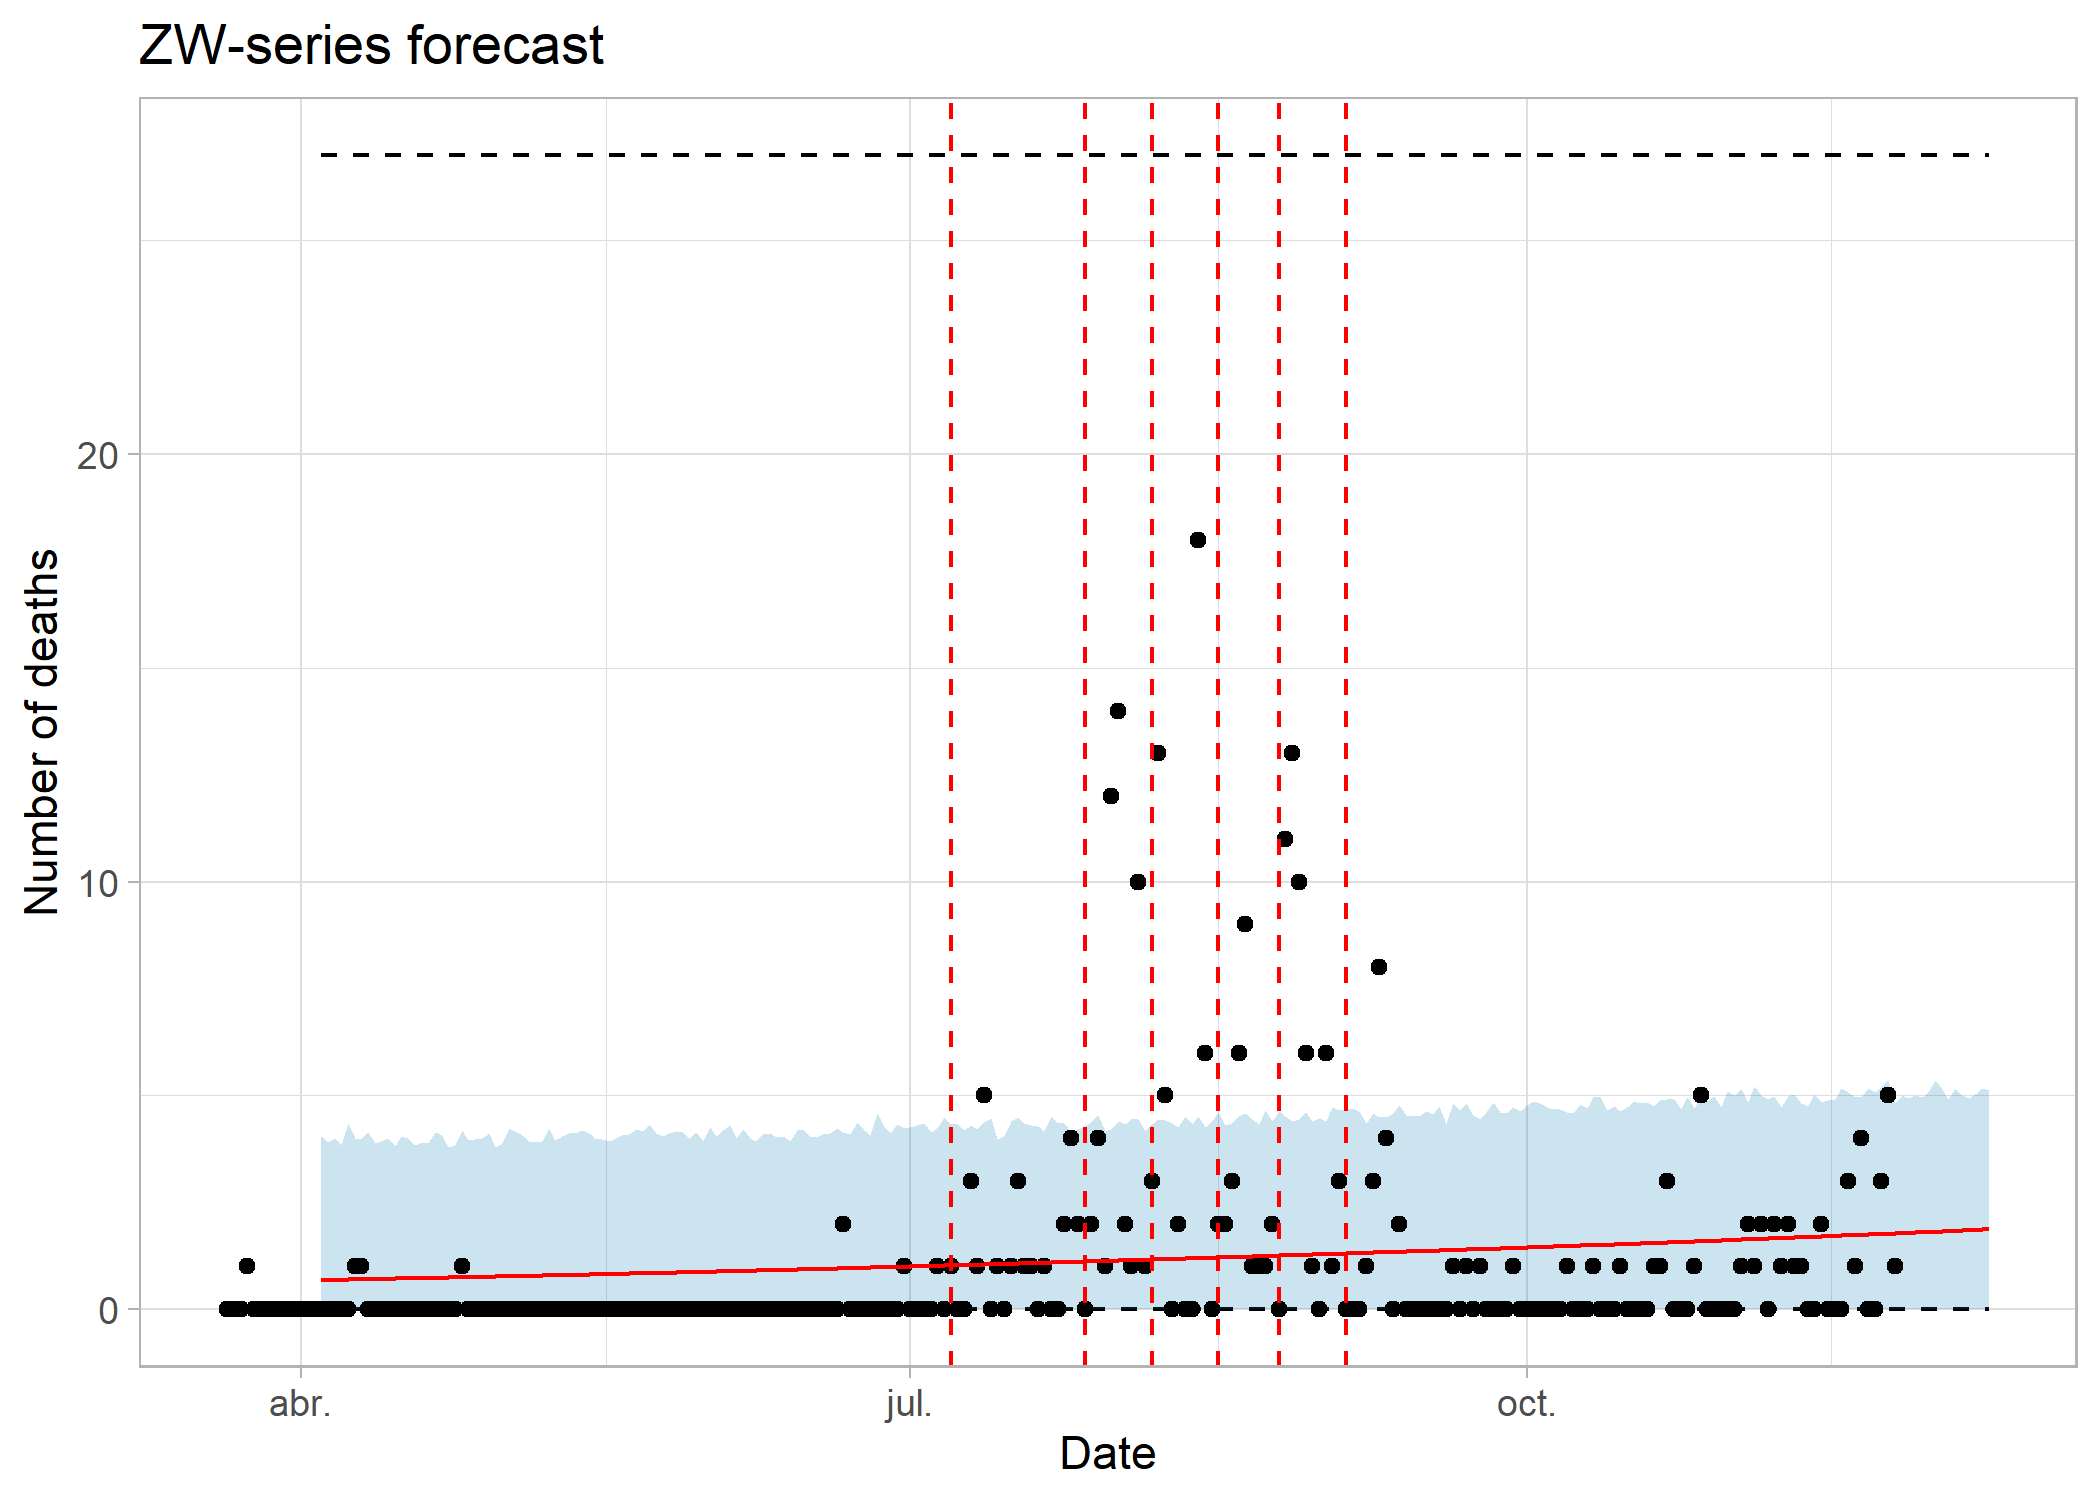 ZW-series forecast
Number of deaths
20
10
0
abr.
jul.
oct.
Date